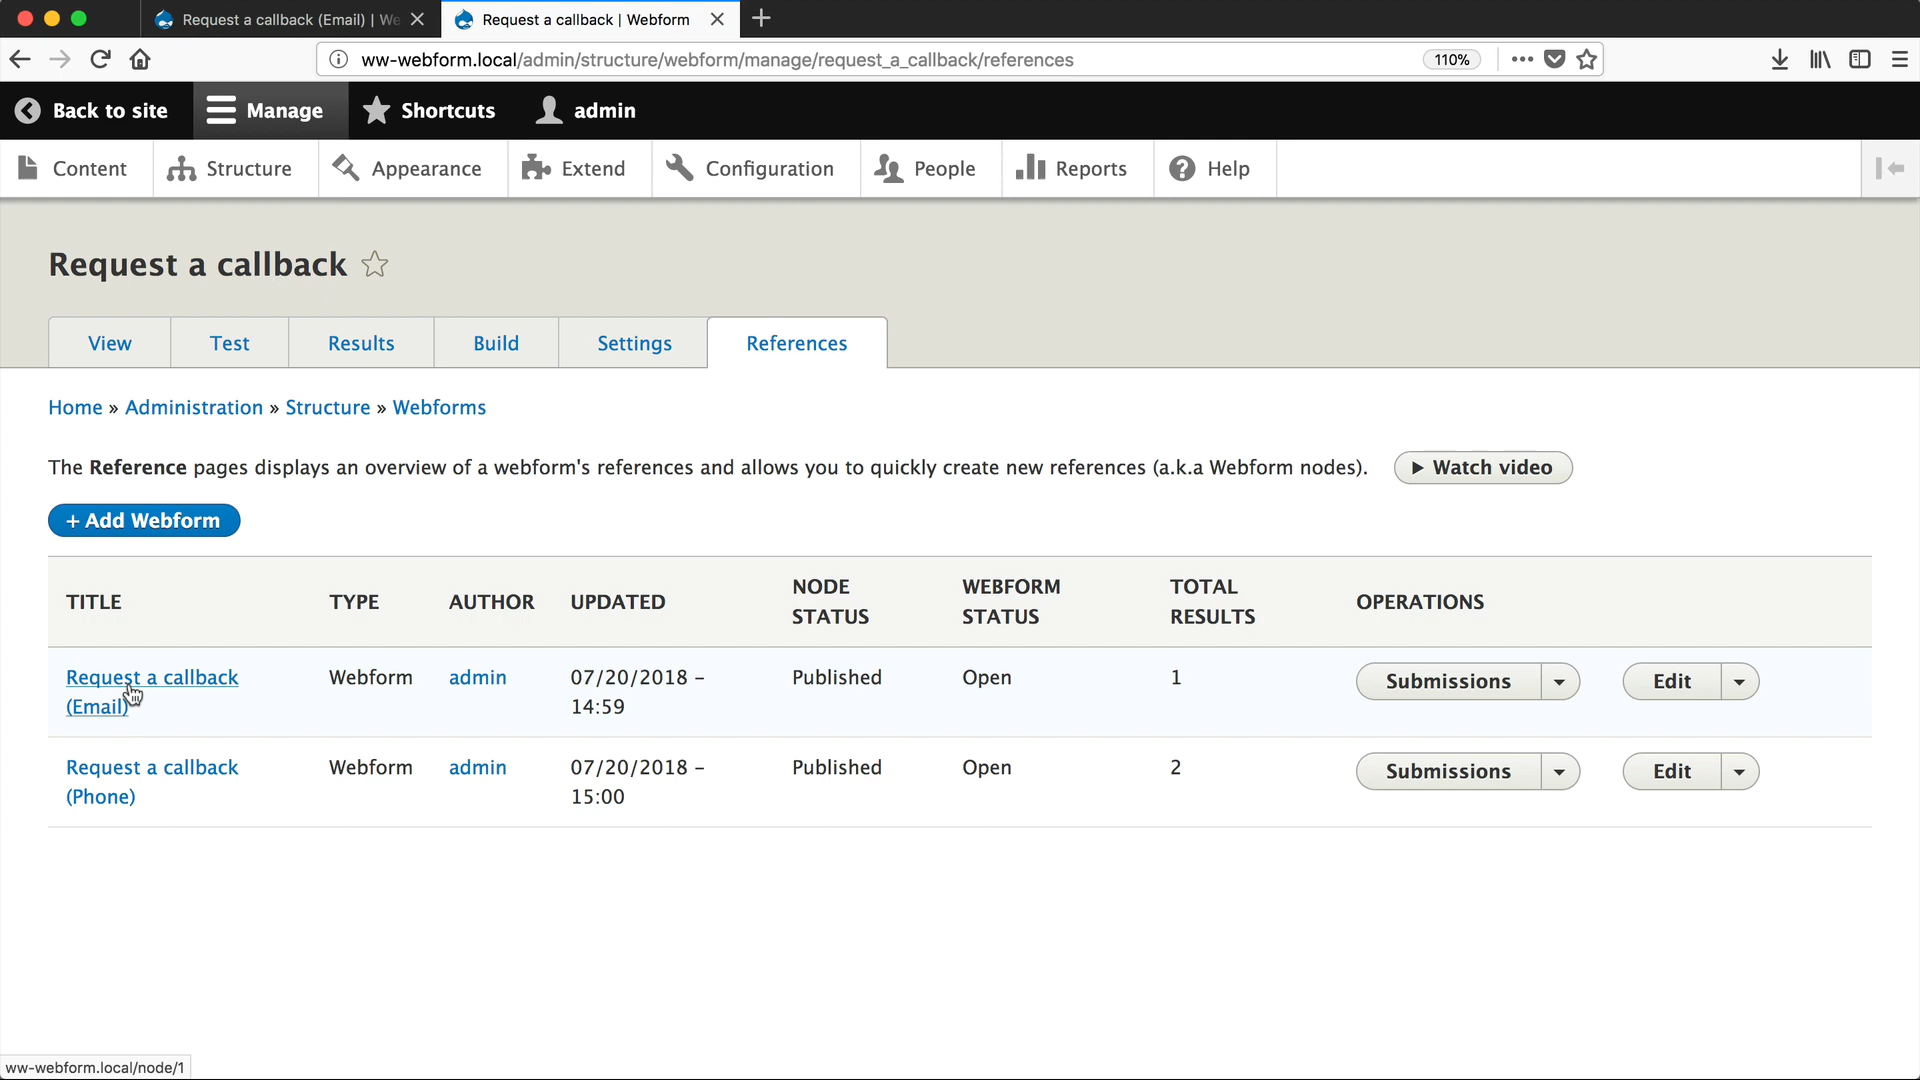 Request a callback (Email) | We
Request a callback | Webform
ww-webform.local/admin/structure/webform/manage/request_a_callback/references
110%
Back to site
Manage
Shortcuts
admin
Content
Structure
Appearance
Extend
Configuration
People
Reports
Help
Request a callback
View
Test
Results
Build
Settings
References
Home » Administration » Structure » Webforms
The Reference pages displays an overview of a webform's references and allows you to quickly create new references (a.k.a Webform nodes).
Watch video
+ Add Webform
TITLE
TYPE
AUTHOR
UPDATED
NODE
STATUS
WEBFORM
STATUS
TOTAL
RESULTS
OPERATIONS
Request a callback
(Email)
Webform
admin
07/20/2018 –
14:59
Published
Open
1
Submissions
Edit
Request a callback
(Phone)
Webform
admin
07/20/2018 –
15:00
Published
Open
2
Submissions
Edit
ww-webform.local/node/1